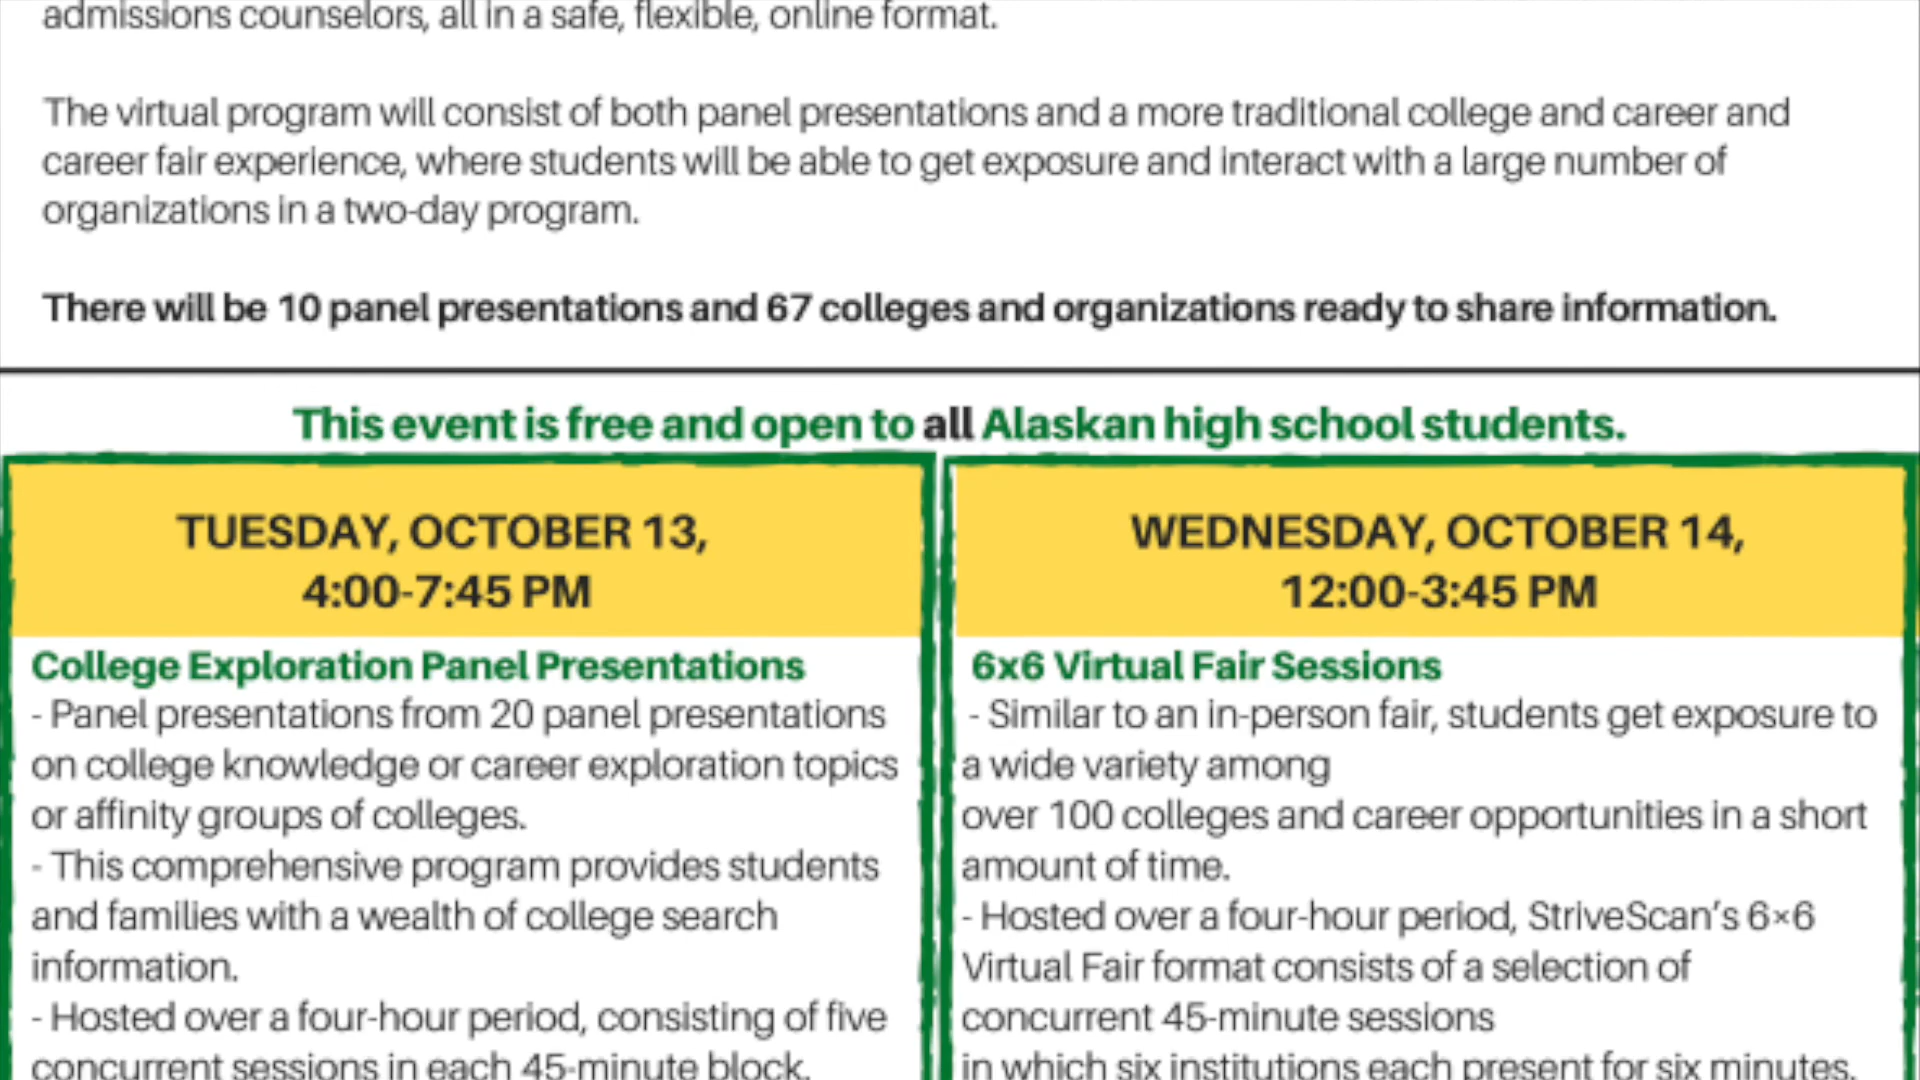 admissions counselors, all in a safe, flexible, online format.
The virtual program will consist of both panel presentations and a more traditional college and career and
career fair experience, where students will be able to get exposure and interact with a large number of
organizations in a two-day program.
There will be 10 panel presentations and 67 colleges and organizations ready to share information.
This event is free and open to all Alaskan high school students.
TUESDAY, OCTOBER 13,
4:00-7:45 PM
College Exploration Panel Presentations
- Panel presentations from 20 panel presentations
on college knowledge or career exploration topics
or affinity groups of colleges.
- This comprehensive program provides students
and families with a wealth of college search
information.
- Hosted over a four-hour period, consisting of five
concurrent sessions in each 45-minute block.
WEDNESDAY, OCTOBER 14,
12:00-3:45 PM
6x6 Virtual Fair Sessions
- Similar to an in-person fair, students get exposure to
a wide variety among
over 100 colleges and career opportunities in a short
amount of time.
- Hosted over a four-hour period, StriveScan’s 6×6
Virtual Fair format consists of a selection of
concurrent 45-minute sessions
in which six institutions each present for six minutes.